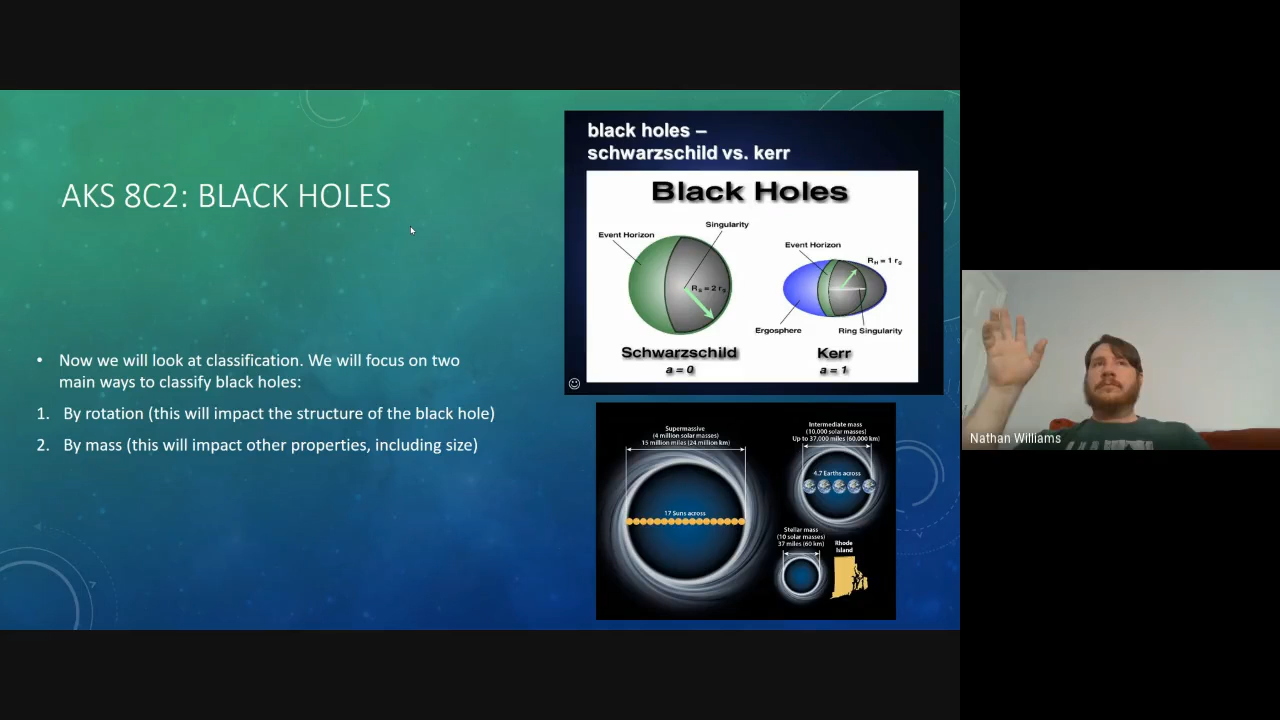 AKS 8C2: BLACK HOLES
• Now we will look at classification. We will focus on two
main ways to classify black holes:
1. By rotation (this will impact the structure of the black hole)
2. By mass (this will impact other properties, including size)
black holes –
schwarzschild vs. kerr
Black Holes
Singularity
Event Horizon
Rs = 2 rg
Schwarzschild
a = 0
Event Horizon
RH = 1 rg
Ergosphere
Ring Singularity
Kerr
a = 1
Supermassive
(4 million solar masses)
15 million miles (24 million km)
17 Suns across
Intermediate mass
(10,000 solar masses)
Up to 37,000 miles (60,000 km)
4.7 Earths across
Stellar mass
(10 solar masses)
37 miles (60 km)
Rhode
Island
Nathan Williams